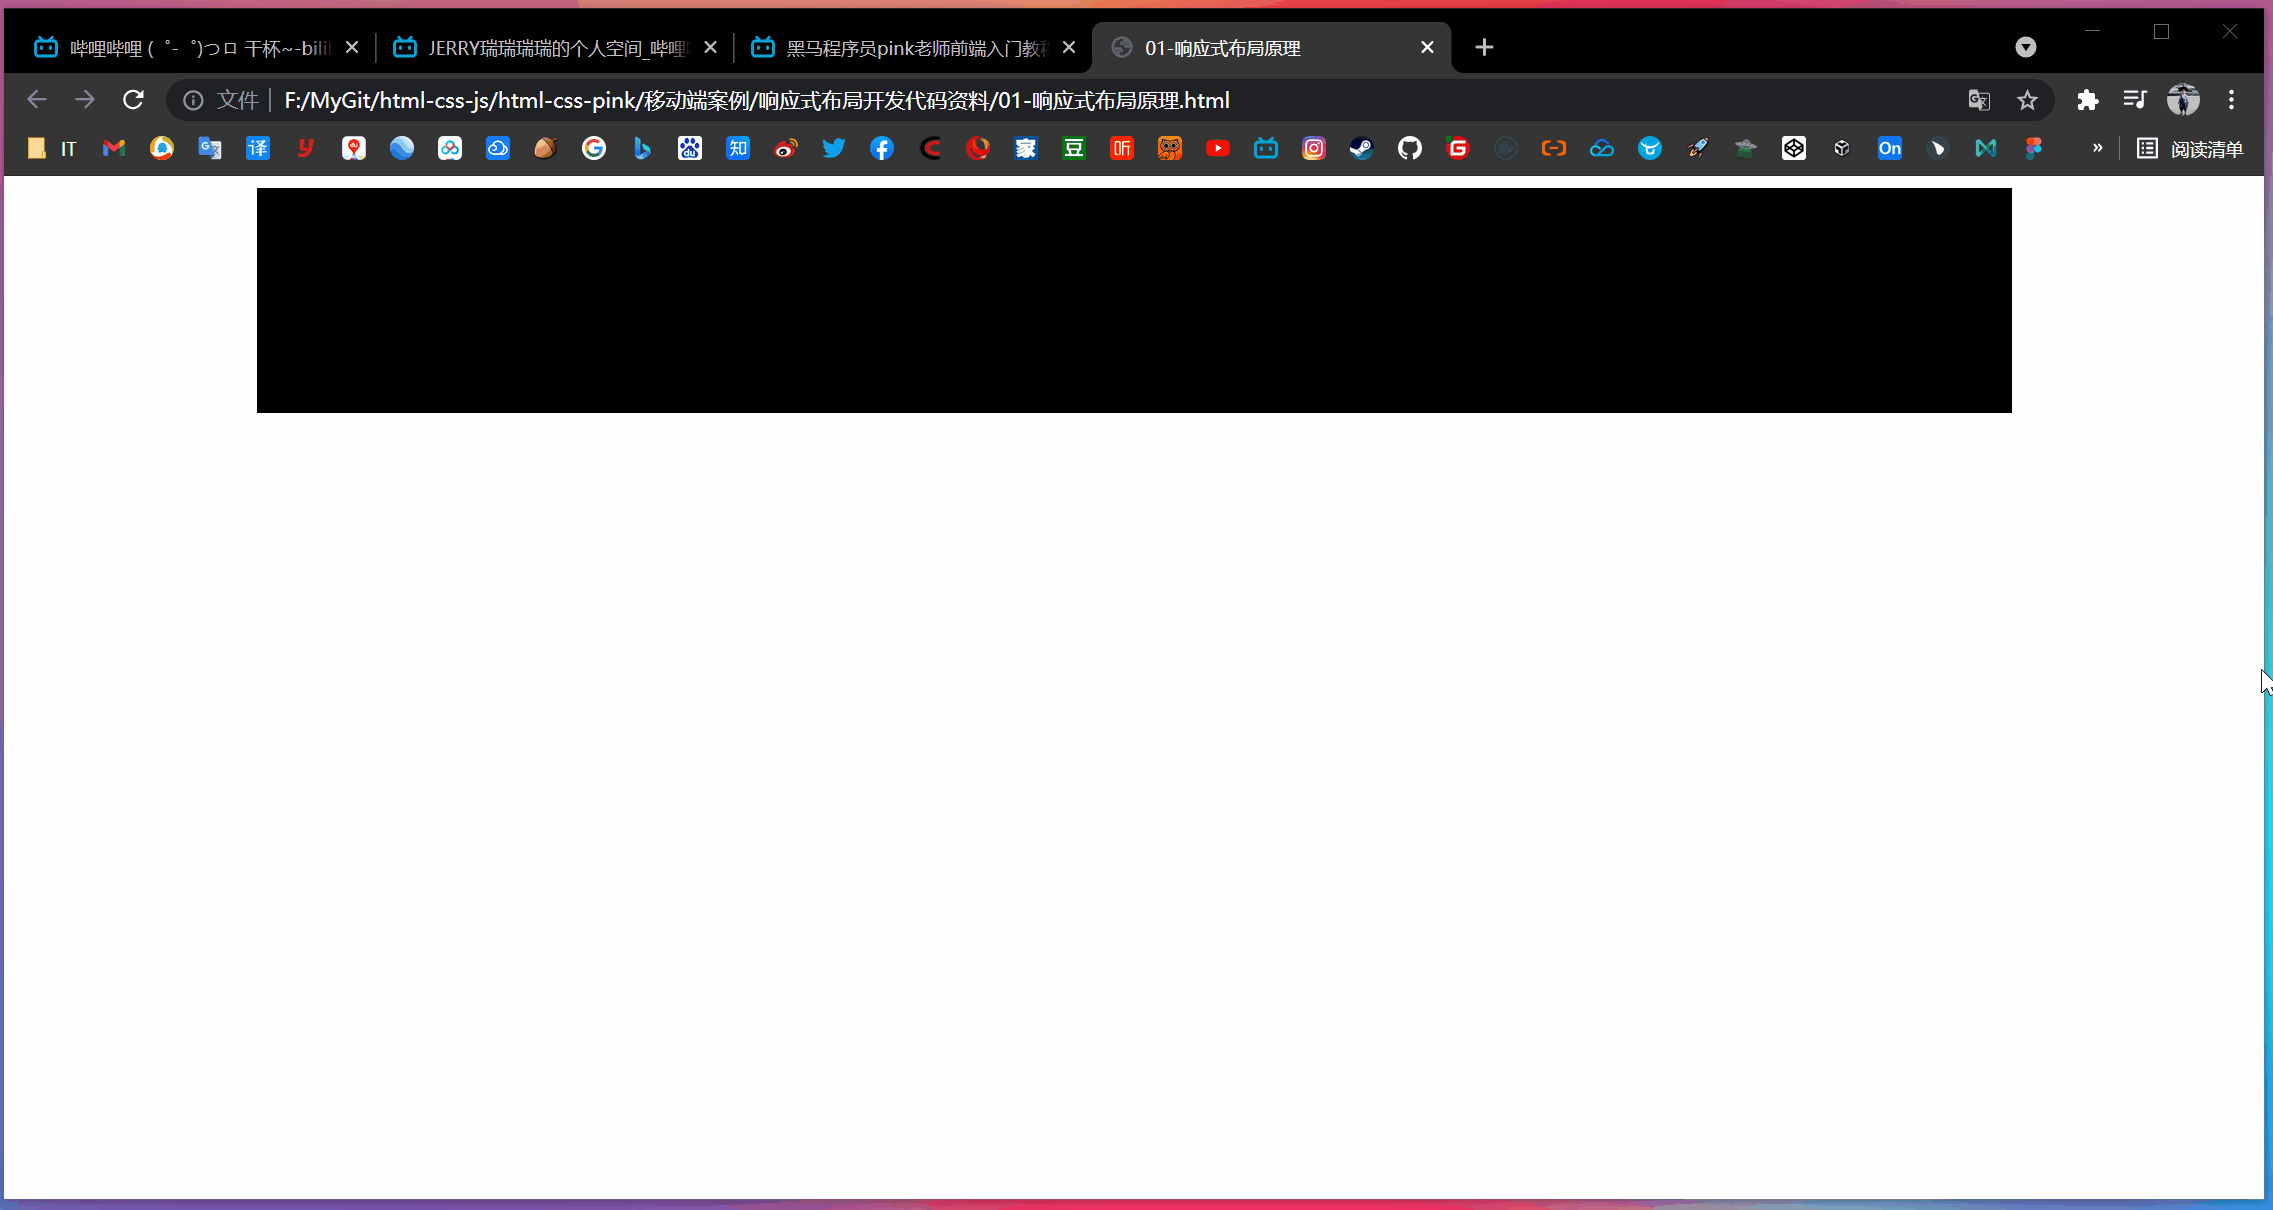 哔哩哔哩 (゜-゜)つロ 干杯~-bili
JERRY瑞瑞瑞瑞的个人空间_哔哩
黑马程序员pink老师前端入门教程
01-响应式布局原理
文件 F:/MyGit/html-css-js/html-css-pink/移动端案例/响应式布局开发代码资料/01-响应式布局原理.html
IT 译 知 家 豆 听 On » 阅读清单